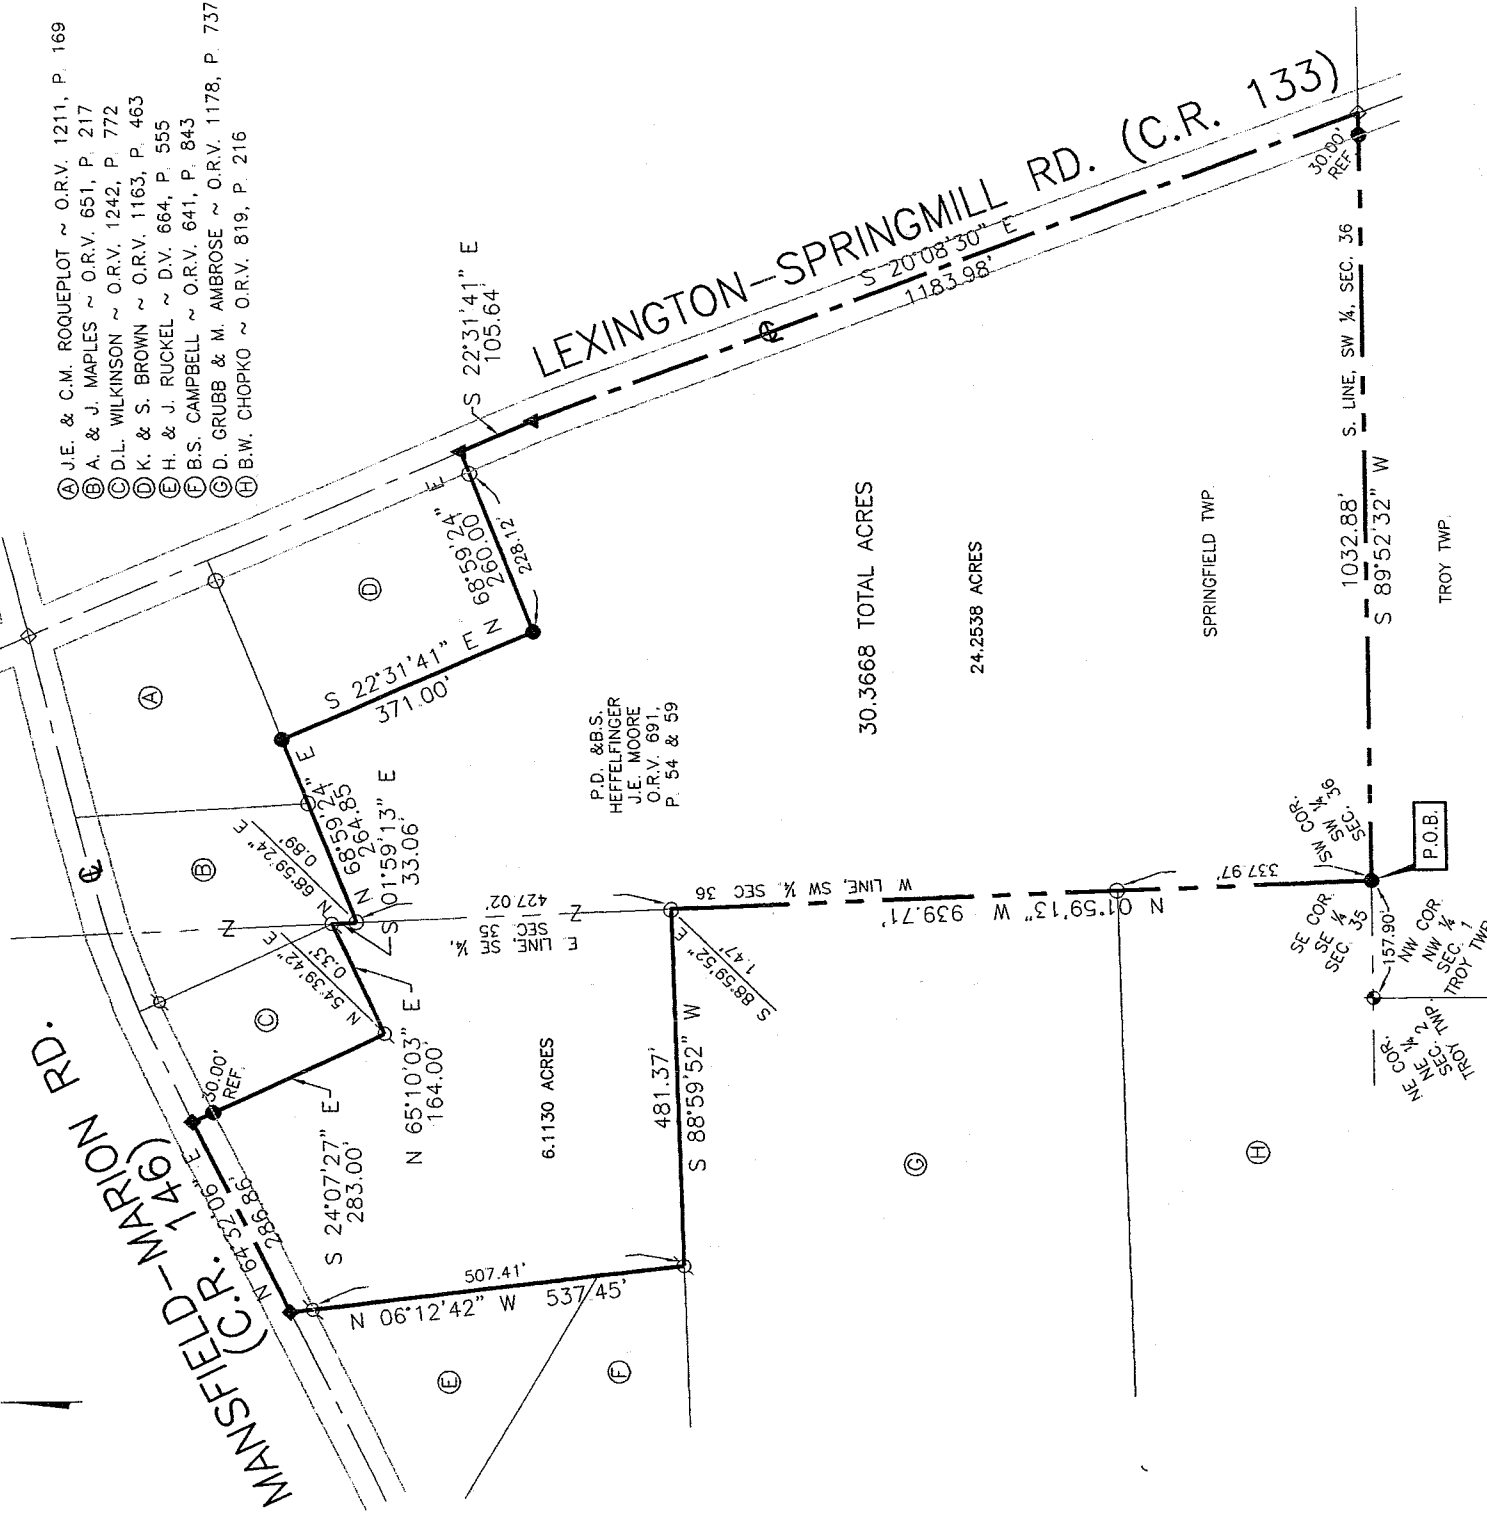 Ⓐ J.E. & C.M. ROQUEPLOT ~ O.R.V. 1211, P. 169
Ⓑ A. & J. MAPLES ~ O.R.V. 651, P. 217
Ⓒ D.L. WILKINSON ~ O.R.V. 1242, P. 772
Ⓓ K. & S. BROWN ~ O.R.V. 1163, P. 463
Ⓔ H. & J. RUCKEL ~ D.V. 664, P. 555
Ⓕ B.S. CAMPBELL ~ O.R.V. 641, P. 843
Ⓖ D. GRUBB & M. AMBROSE ~ O.R.V. 1178, P. 737
Ⓗ B.W. CHOPKO ~ O.R.V. 819, P. 216
MANSFIELD-MARION RD.
(C.R. 146)
N 64°52'06" E
286.86'
30.00'
REF.
S 24°07'27" E
283.00'
N 65°10'03" E
164.00'
N 54°39'42" E
0.33'
N 68°59'24" E
0.89'
S 01°59'13" E
33.06'
N 68°59'24" E
264.85'
S 22°31'41" E
371.00'
N 68°59'24" E
260.00'
228.12'
S 22°31'41" E
105.64'
LEXINGTON-SPRINGMILL RD. (C.R. 133)
S 20°08'30" E
1183.98'
30.00'
REF.
Ⓐ
Ⓑ
Ⓒ
Ⓓ
Ⓔ
Ⓕ
Ⓖ
Ⓗ
P.D. &B.S.
HEFFELFINGER
J.E. MOORE
O.R.V. 691,
P. 54 & 59
30.3668 TOTAL ACRES
24.2538 ACRES
6.1130 ACRES
E. LINE, SE ¼,
SEC. 35
427.02'
W LINE, SW ¼, SEC 36
N 01°59'13" W 939.71'
337.97'
S 88°59'52" E
1.47'
481.37'
S 88°59'52" W
507.41'
N 06°12'42" W 537.45'
SPRINGFIELD TWP.
TROY TWP.
S. LINE, SW ¼, SEC. 36
1032.88'
S 89°52'32" W
SW COR.
SW ¼
SEC. 36
P.O.B.
SE COR.
SE ¼
SEC. 35
157.90'
NW COR.
NW ¼
SEC. 1
TROY TWP.
NE COR.
NE ¼
SEC. 2
TROY TWP.